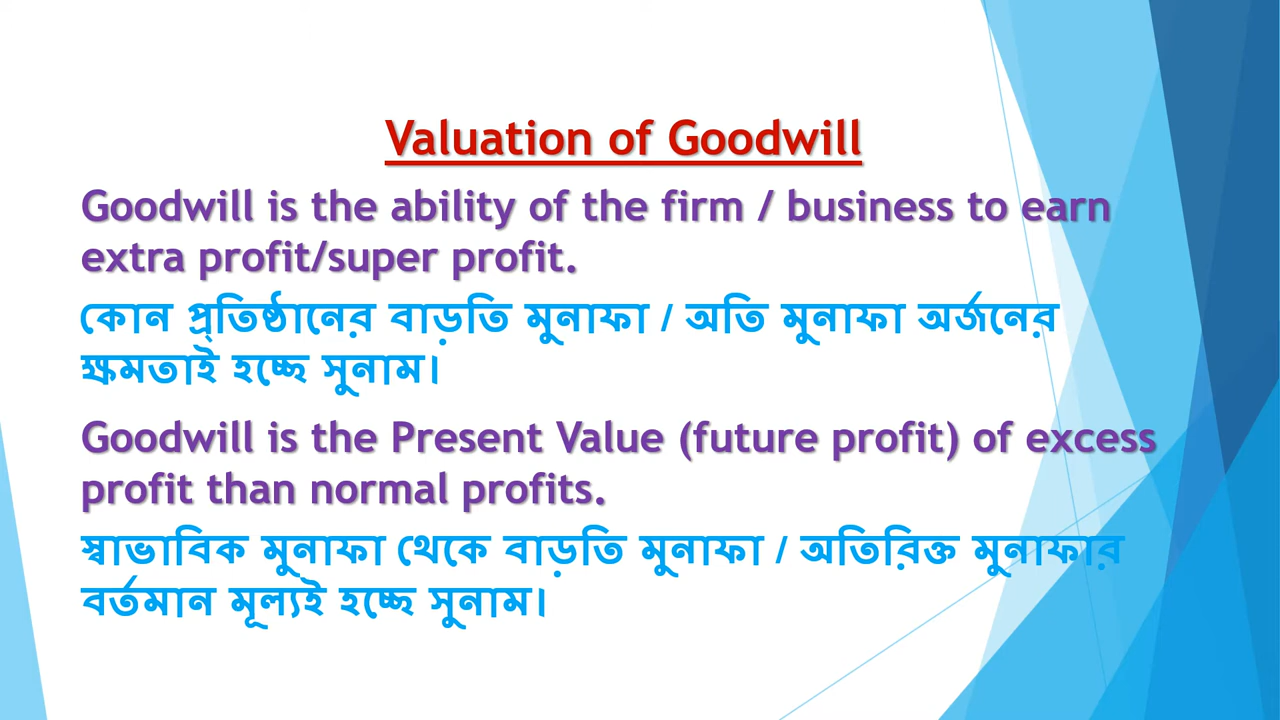 Valuation of Goodwill
Goodwill is the ability of the firm / business to earn
extra profit/super profit.
কোন প্রতিষ্ঠানের বাড়তি মুনাফা / অতি মুনাফা অর্জনের
ক্ষমতাই হচ্ছে সুনাম।
Goodwill is the Present Value (future profit) of excess
profit than normal profits.
স্বাভাবিক মুনাফা থেকে বাড়তি মুনাফা / অতিরিক্ত মুনাফার
বর্তমান মূল্যই হচ্ছে সুনাম।